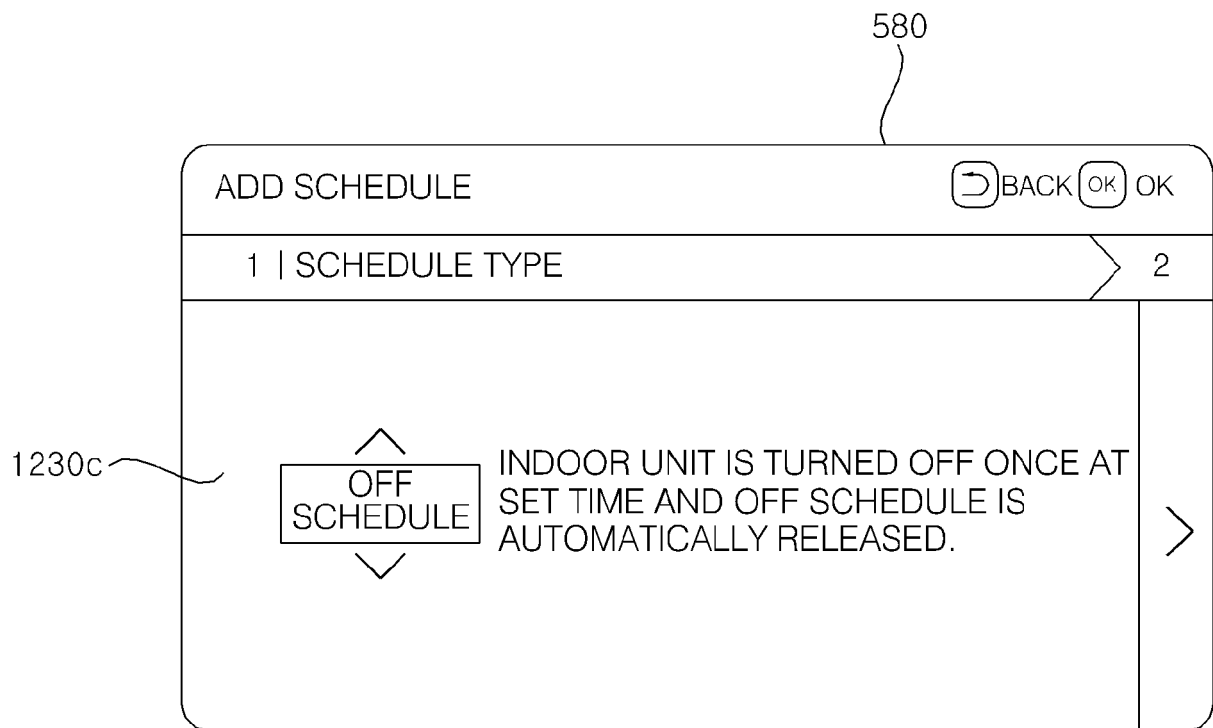 580
ADD SCHEDULE BACK OK OK
1 | SCHEDULE TYPE 2
1230c
OFF
SCHEDULE
INDOOR UNIT IS TURNED OFF ONCE AT
SET TIME AND OFF SCHEDULE IS
AUTOMATICALLY RELEASED.